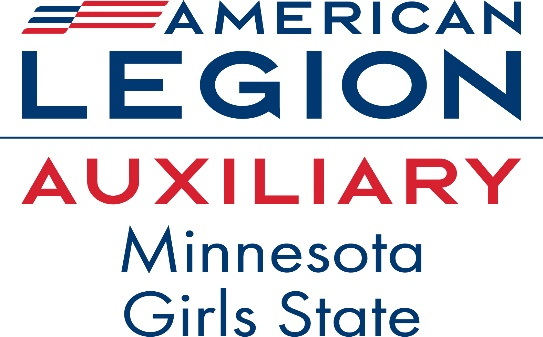 AMERICAN
LEGION
AUXILIARY
Minnesota
Girls State